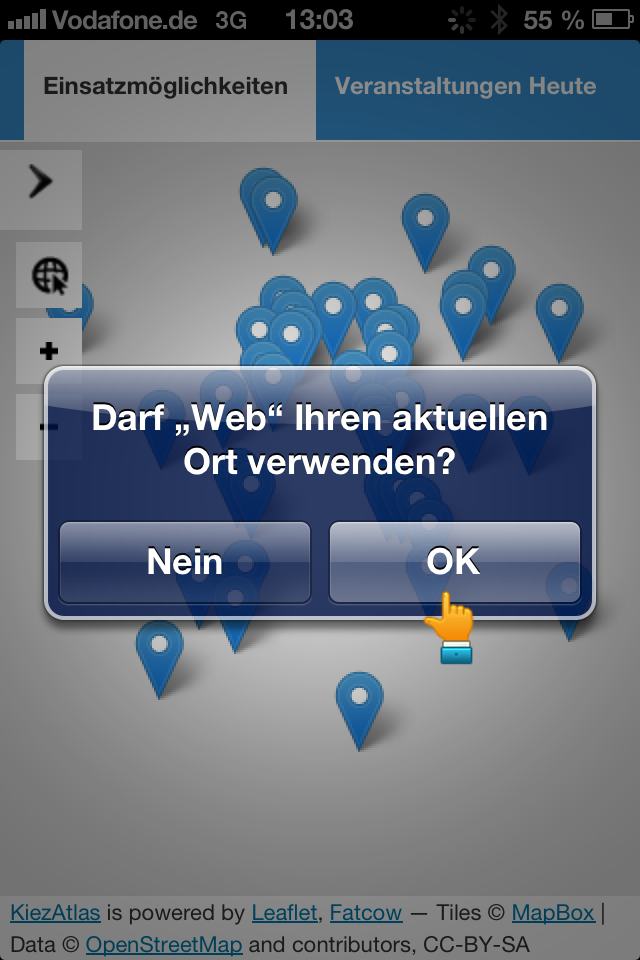 Vodafone.de 3G 13:03 55 %
Einsatzmöglichkeiten Veranstaltungen Heute
Darf „Web“ Ihren aktuellen
Ort verwenden?
Nein OK
KiezAtlas is powered by Leaflet, Fatcow — Tiles © MapBox |
Data © OpenStreetMap and contributors, CC-BY-SA